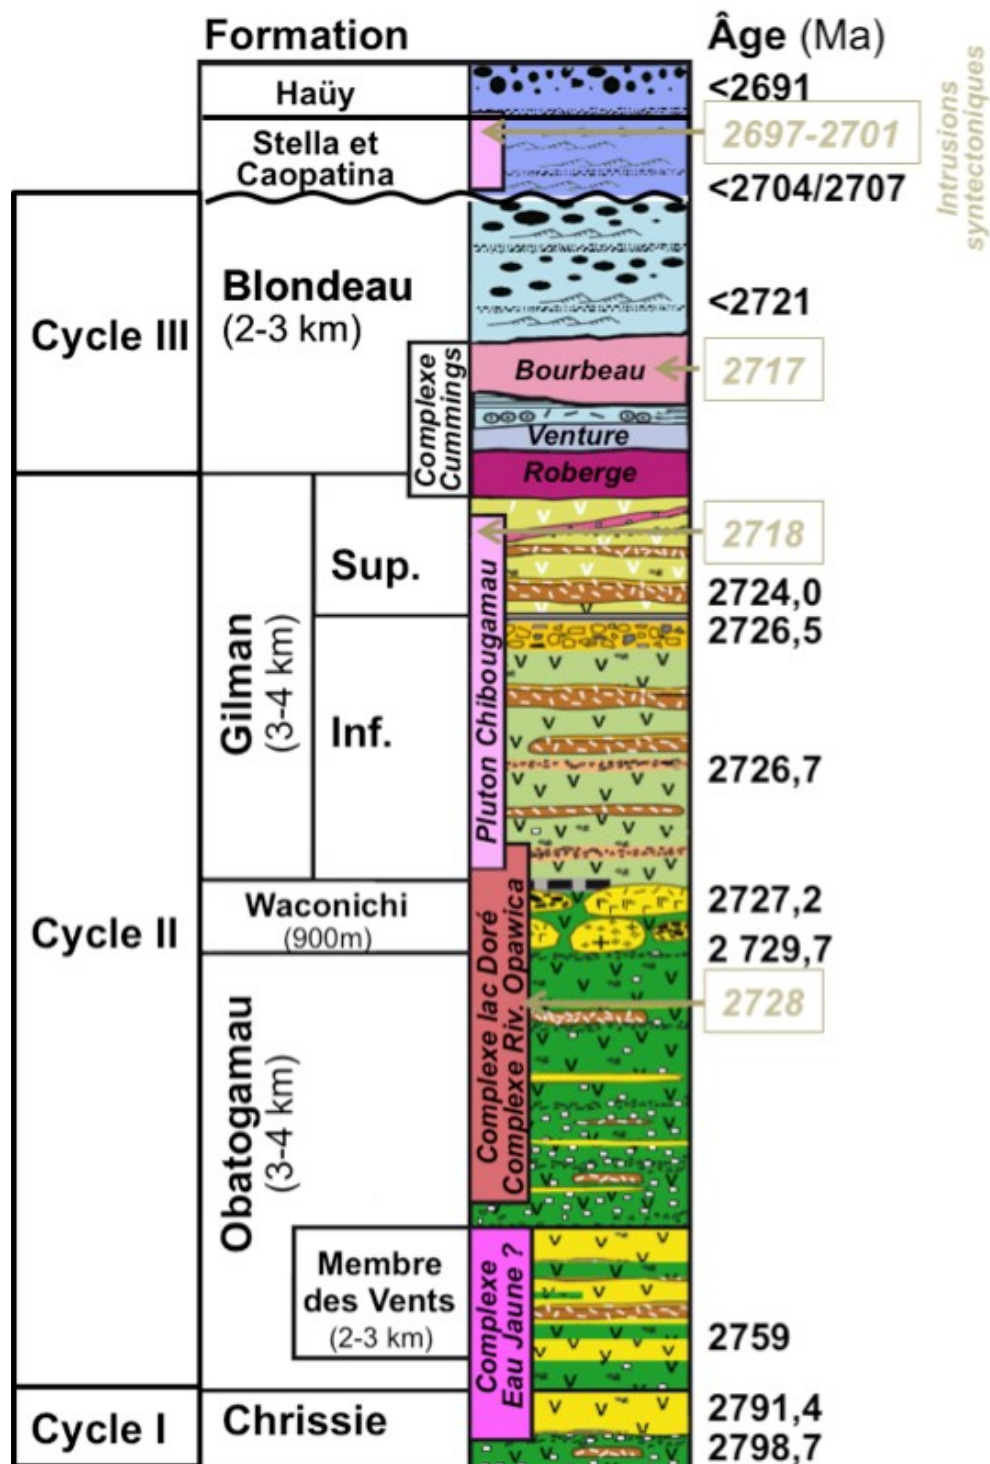 Formation
Âge (Ma)
Haüy
<2691
Intrusions
syntectoniques
2697-2701
Stella et
Caopatina
<2704/2707
Cycle III
Blondeau
(2-3 km)
<2721
Complexe
Cummings
Bourbeau
2717
Venture
Roberge
Cycle II
Gilman
(3-4 km)
Sup.
2718
2724,0
2726,5
Pluton Chibougamau
Inf.
2726,7
Waconichi
(900m)
2727,2
2 729,7
Complexe lac Doré
Complexe Riv. Opawica
2728
Obatogamau
(3-4 km)
Membre
des Vents
(2-3 km)
Complexe
Eau Jaune ?
2759
Cycle I
Chrissie
2791,4
2798,7